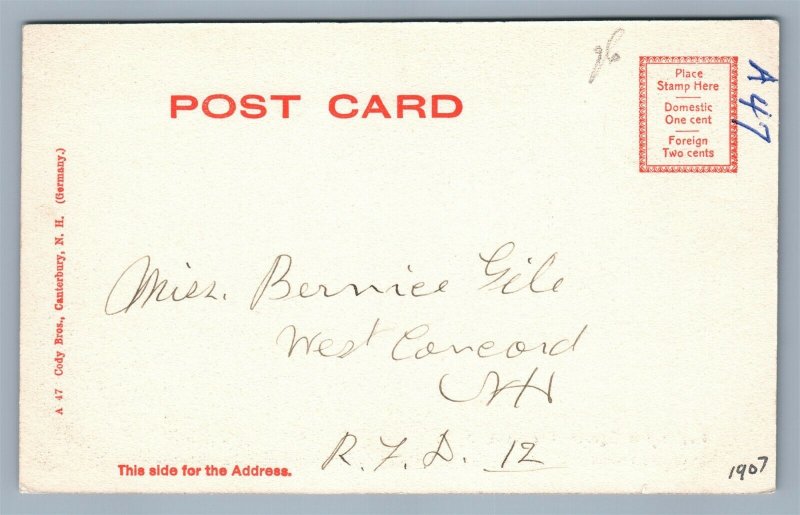 POST CARD
Place
Stamp Here
Domestic
One cent
Foreign
Two cents
A 47
A 47 Cody Bros., Canterbury, N. H. (Germany.)
Miss. Bernice Gile
West Concord
NH
R.F.D. 12
This side for the Address.
1907